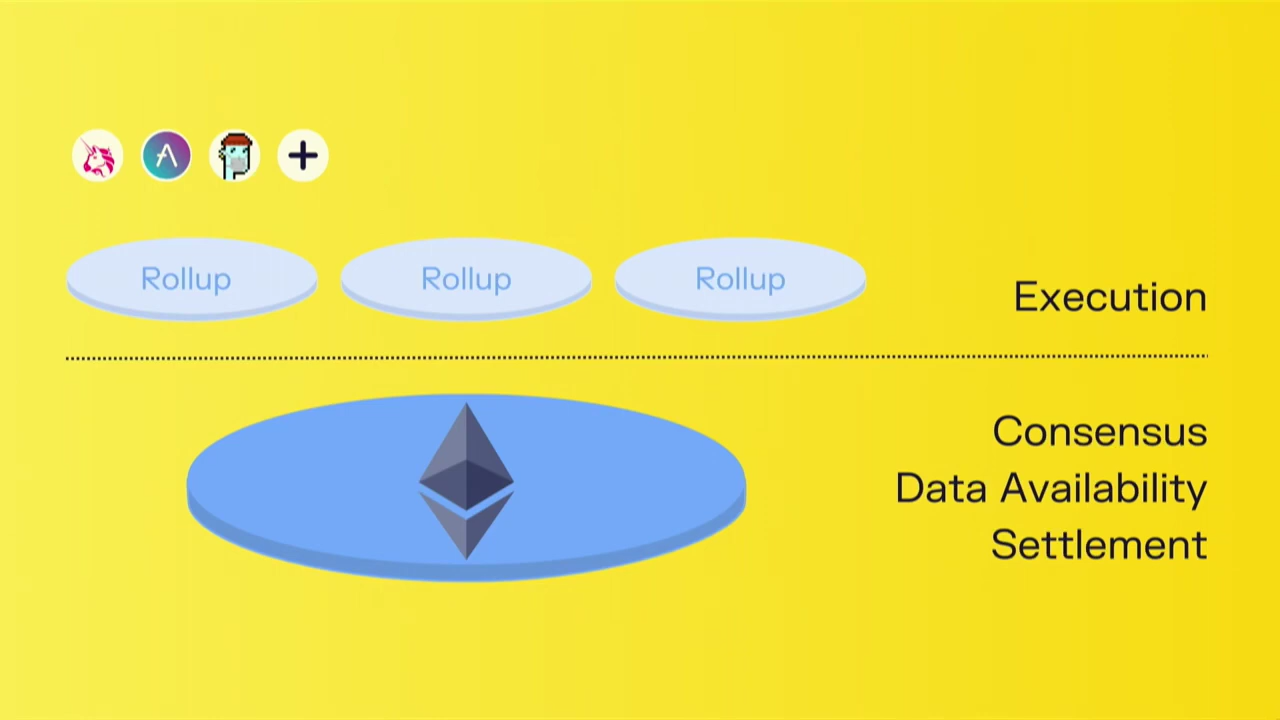 Rollup
Rollup
Rollup
Execution
Consensus
Data Availability
Settlement